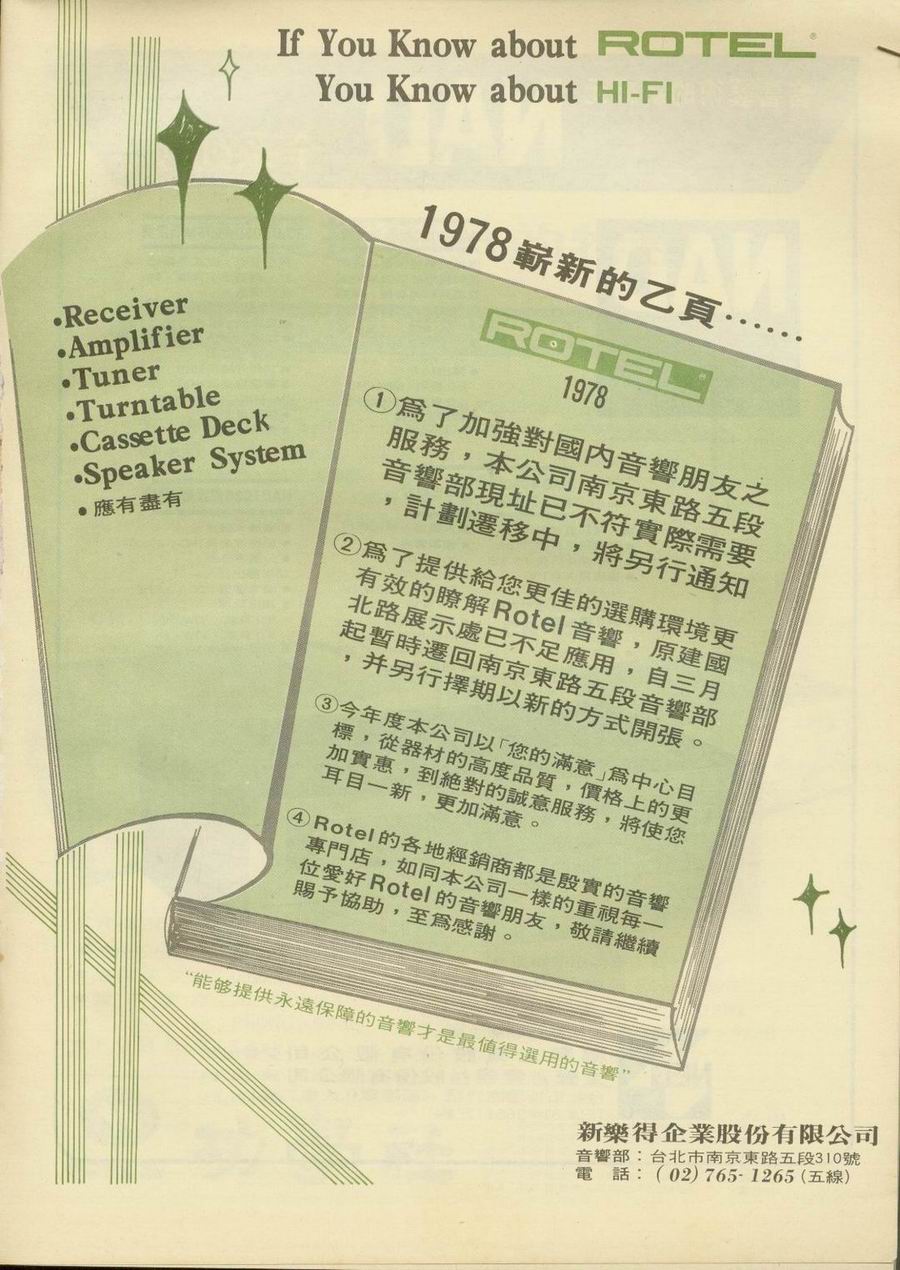 If You Know about ROTEL®
You Know about HI-FI
1978嶄新的乙頁……
•Receiver
•Amplifier
•Tuner
•Turntable
•Cassette Deck
•Speaker System
•應有盡有
ROTEL®
1978
①爲了加強對國內音響朋友之
服務，本公司南京東路五段
音響部現址已不符實際需要
，計劃遷移中，將另行通知
②爲了提供給您更佳的選購環境更
有效的暸解Rotel音響，原建國
北路展示處已不足應用，自三月
起暫時遷回南京東路五段音響部
，并另行擇期以新的方式開張。
③今年度本公司以「您的滿意」爲中心目
標，從器材的高度品質，價格上的更
加實惠，到絶對的誠意服務，將使您
耳目一新，更加滿意。
④Rotel的各地經銷商都是殷實的音響
專門店，如同本公司一樣的重視每一
位愛好Rotel的音響朋友，敬請繼續
賜予協助，至爲感謝。
“能够提供永遠保障的音響才是最值得選用的音響”
新樂得企業股份有限公司
音響部：台北市南京東路五段310號
電　話：(02)765-1265(五線)